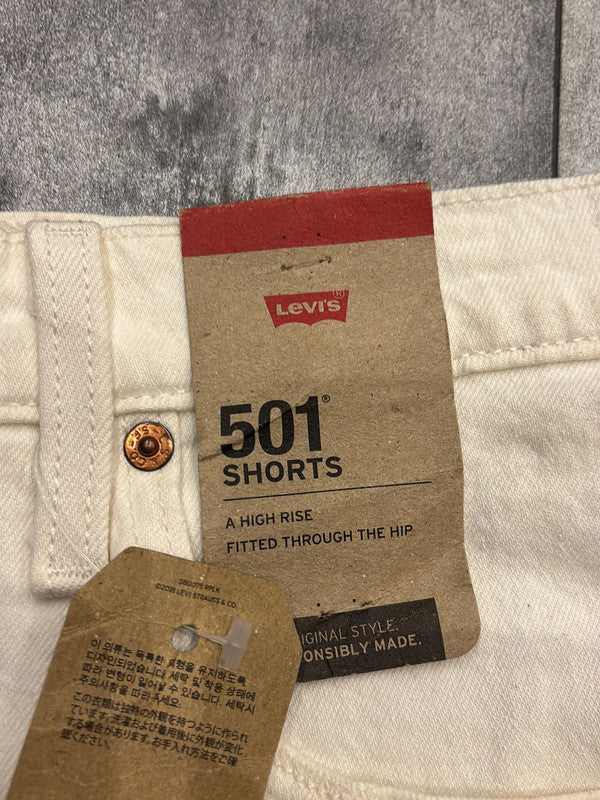 Levi's®
501®
SHORTS
A HIGH RISE
FITTED THROUGH THE HIP
IGINAL STYLE.
ONSIBLY MADE.
©2018 LEVI STRAUSS & CO.
이 의류는 독특한 외형을 유지하도록
디자인되었습니다. 세탁 및 착용 상태에
따라 변형이 일어날 수 있습니다. 세탁시
주의사항을 따라주세요.
この衣類は独特の外観を持つように作られ
ています。洗濯および着用後に外観が変化
する場合があります。お手入れ方法をご確
認ください。